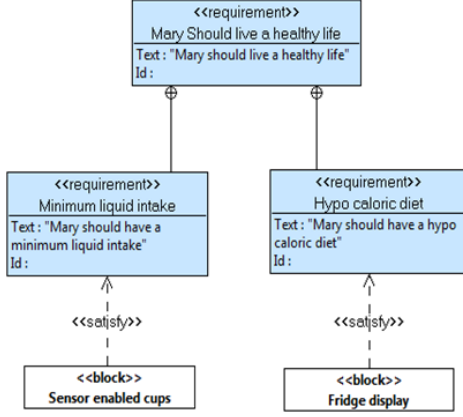 <<requirement>>
Mary Should live a healthy life
Text : "Mary should live a healthy life"
Id :
<<requirement>>
Minimum liquid intake
Text : "Mary should have a
minimum liquid intake"
Id :
<<requirement>>
Hypo caloric diet
Text : "Mary should have a hypo
caloric diet"
Id :
<<satisfy>>
<<satisfy>>
<<block>>
Sensor enabled cups
<<block>>
Fridge display